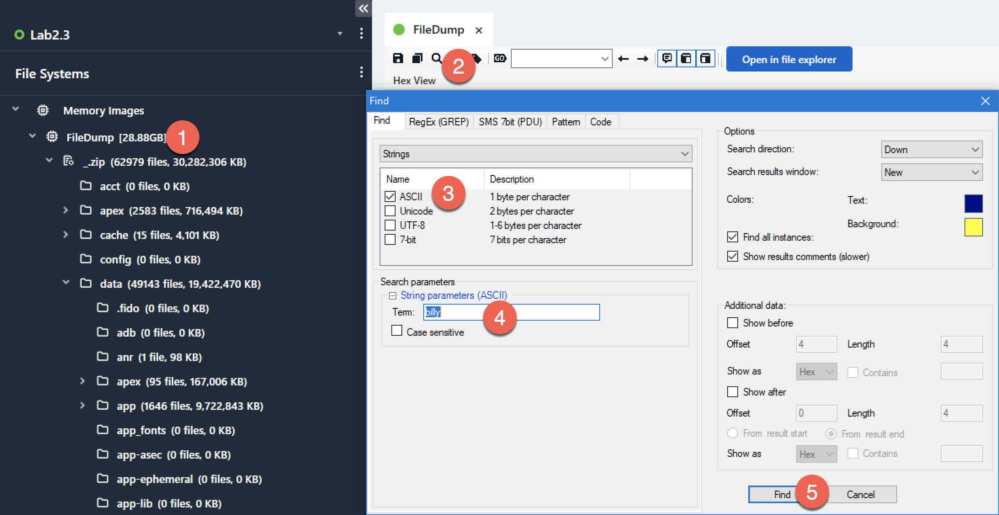 Lab2.3
File Systems
Memory Images
FileDump [28.88GB]
1
_.zip (62979 files, 30,282,306 KB)
acct (0 files, 0 KB)
apex (2583 files, 716,494 KB)
cache (15 files, 4,101 KB)
config (0 files, 0 KB)
data (49143 files, 19,422,470 KB)
.fido (0 files, 0 KB)
adb (0 files, 0 KB)
anr (1 file, 98 KB)
apex (95 files, 167,006 KB)
app (1646 files, 9,722,843 KB)
app_fonts (0 files, 0 KB)
app-asec (0 files, 0 KB)
app-ephemeral (0 files, 0 KB)
app-lib (0 files, 0 KB)
FileDump
2
GO
Open in file explorer
Hex View
Find
Find RegEx (GREP) SMS 7bit (PDU) Pattern Code
Strings
Name Description
3
ASCII 1 byte per character
Unicode 2 bytes per character
UTF-8 1-6 bytes per character
7-bit 7 bits per character
Search parameters
String parameters (ASCII)
Term: billy
4
Case sensitive
Options
Search direction: Down
Search results window: New
Colors: Text:
Background:
Find all instances:
Show results comments (slower)
Additional data:
Show before
Offset 4 Length 4
Show as Hex Contains
Show after
Offset 0 Length 4
From result start From result end
Show as Hex Contains
Find 5 Cancel